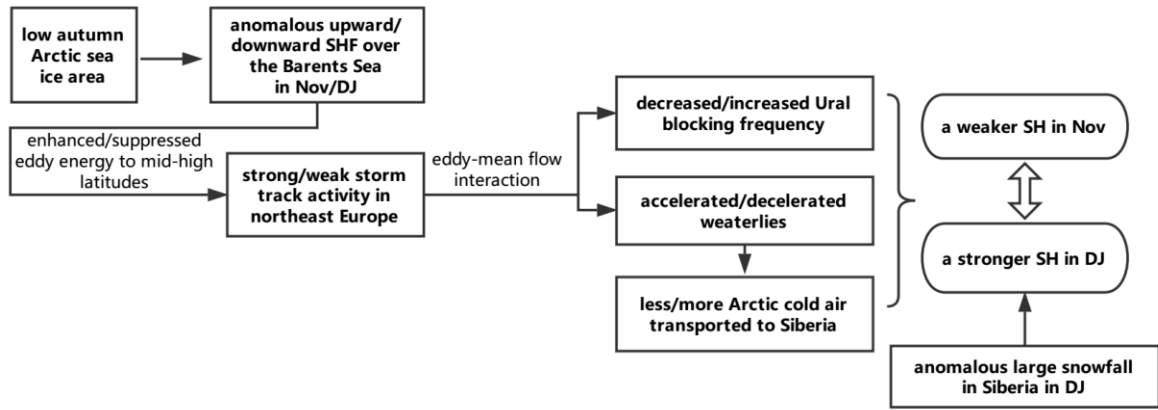 low autumn
Arctic sea
ice area
anomalous upward/
downward SHF over
the Barents Sea
in Nov/DJ
enhanced/suppressed
eddy energy to mid-high
latitudes
strong/weak storm
track activity in
northeast Europe
eddy-mean flow
interaction
decreased/increased Ural
blocking frequency
accelerated/decelerated
weaterlies
less/more Arctic cold air
transported to Siberia
a weaker SH in Nov
a stronger SH in DJ
anomalous large snowfall
in Siberia in DJ